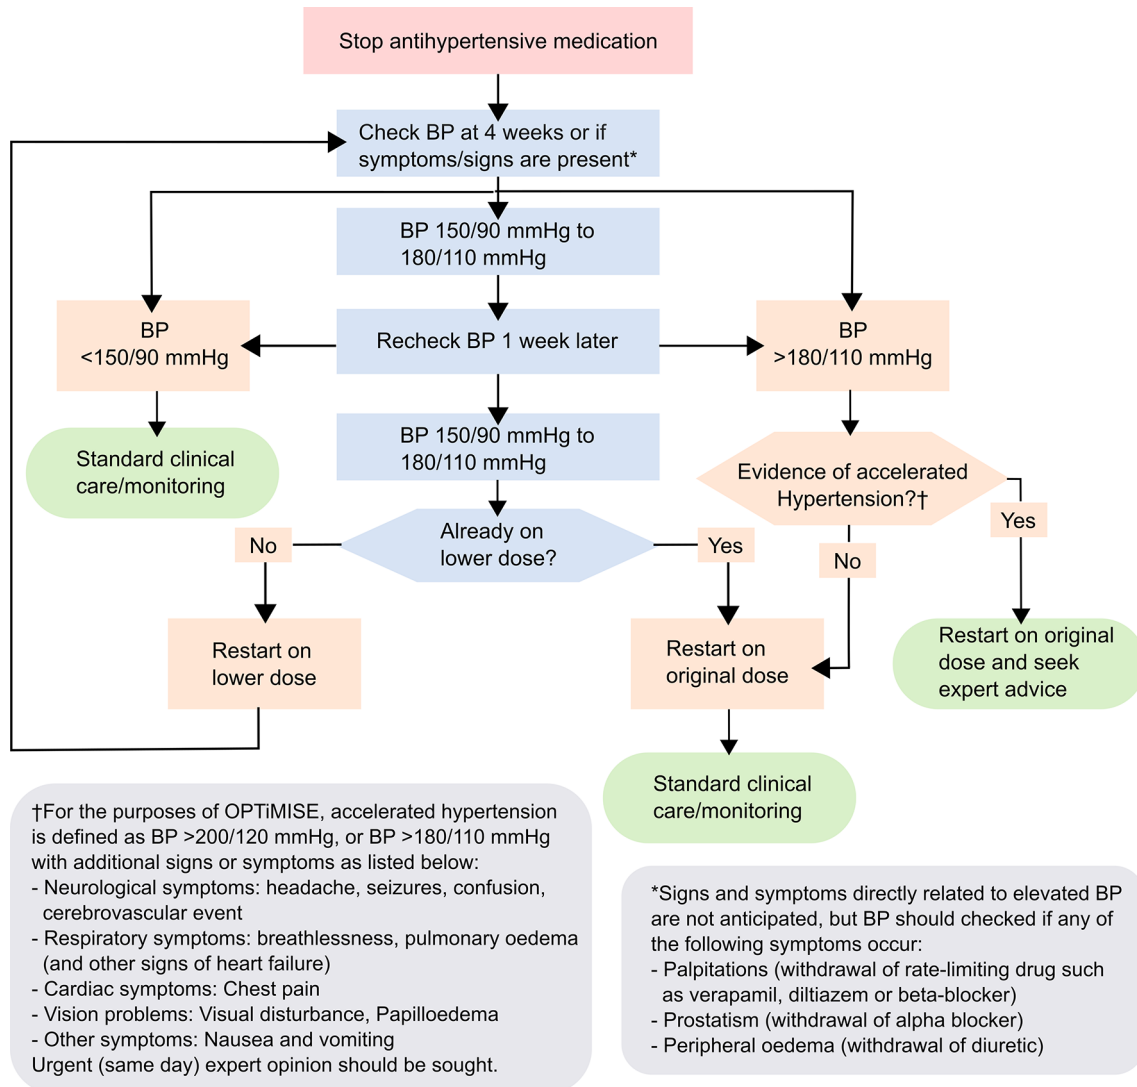 Stop antihypertensive medication
Check BP at 4 weeks or if
symptoms/signs are present*
BP 150/90 mmHg to
180/110 mmHg
BP
<150/90 mmHg
Recheck BP 1 week later
BP
>180/110 mmHg
Standard clinical
care/monitoring
BP 150/90 mmHg to
180/110 mmHg
Evidence of accelerated
Hypertension?†
No
Already on
lower dose?
Yes
No
Yes
Restart on
lower dose
Restart on
original dose
Restart on original
dose and seek
expert advice
Standard clinical
care/monitoring
†For the purposes of OPTiMISE, accelerated hypertension
is defined as BP >200/120 mmHg, or BP >180/110 mmHg
with additional signs or symptoms as listed below:
- Neurological symptoms: headache, seizures, confusion,
cerebrovascular event
- Respiratory symptoms: breathlessness, pulmonary oedema
(and other signs of heart failure)
- Cardiac symptoms: Chest pain
- Vision problems: Visual disturbance, Papilloedema
- Other symptoms: Nausea and vomiting
Urgent (same day) expert opinion should be sought.
*Signs and symptoms directly related to elevated BP
are not anticipated, but BP should checked if any of
the following symptoms occur:
- Palpitations (withdrawal of rate-limiting drug such
as verapamil, diltiazem or beta-blocker)
- Prostatism (withdrawal of alpha blocker)
- Peripheral oedema (withdrawal of diuretic)